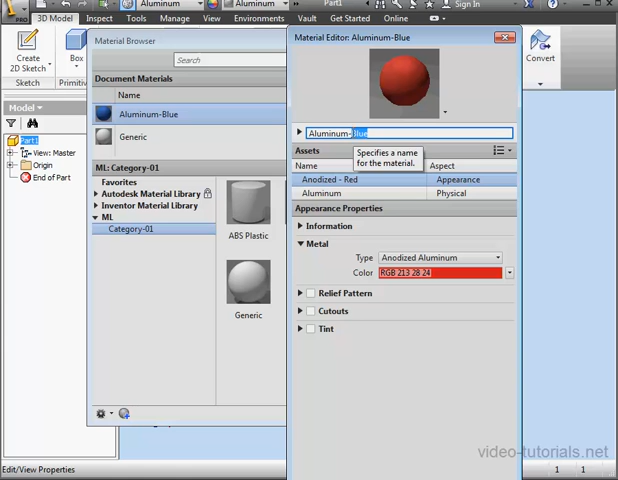 Aluminum
Aluminum
Part1
Sign In
PRO
3D Model
Inspect
Tools
Manage
View
Environments
Vault
Get Started
Online
Create
2D Sketch
Box
Convert
Sketch
Primitiv
Model
Part1
View: Master
Origin
End of Part
Material Browser
Search
Document Materials
Name
Aluminum-Blue
Generic
ML: Category-01
Favorites
Autodesk Material Library
Inventor Material Library
ML
Category-01
ABS Plastic
Generic
Material Editor: Aluminum-Blue
Aluminum-Blue
Specifies a name
for the material.
Assets
Name
Aspect
Anodized - Red
Appearance
Aluminum
Physical
Appearance Properties
Information
Metal
Type
Anodized Aluminum
Color
RGB 213 28 24
Relief Pattern
Cutouts
Tint
video-tutorials.net
Edit/View Properties
1
1